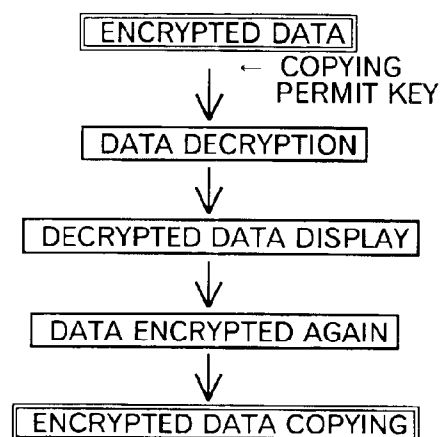 ENCRYPTED DATA
← COPYING
PERMIT KEY
DATA DECRYPTION
DECRYPTED DATA DISPLAY
DATA ENCRYPTED AGAIN
ENCRYPTED DATA COPYING